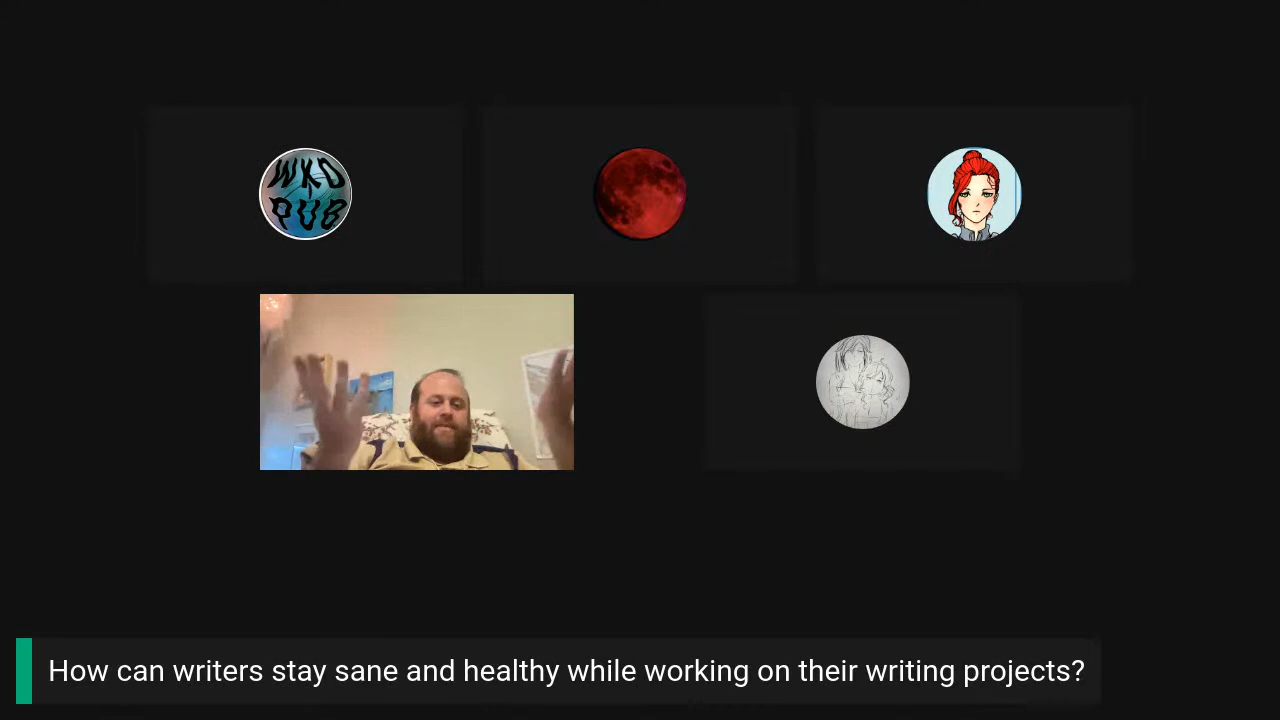 WKD
PUB
How can writers stay sane and healthy while working on their writing projects?